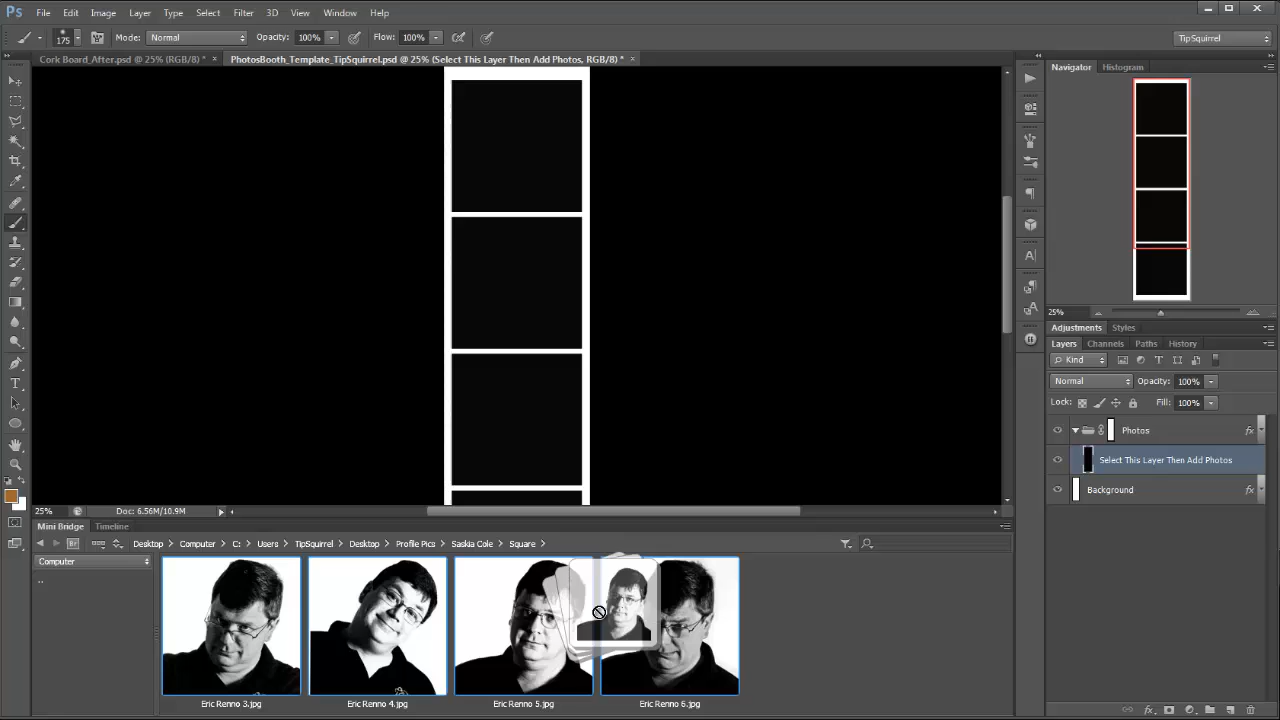 Ps File Edit Image Layer Type Select Filter 3D View Window Help
175 Mode: Normal Opacity: 100% Flow: 100% TipSquirrel
Cork Board_After.psd @ 25% (RGB/8) * × PhotosBooth_Template_TipSquirrel.psd @ 25% (Select This Layer Then Add Photos, RGB/8) * ×
Navigator Histogram
25%
Adjustments Styles
Layers Channels Paths History
Kind
Normal Opacity: 100%
Lock: Fill: 100%
Photos fx
Select This Layer Then Add Photos
Background fx
25% Doc: 6.56M/10.9M
Mini Bridge Timeline
Br Desktop Computer C: Users TipSquirrel Desktop Profile Pics Saskia Cole Square
Computer
..
Eric Renno 3.jpg Eric Renno 4.jpg Eric Renno 5.jpg Eric Renno 6.jpg